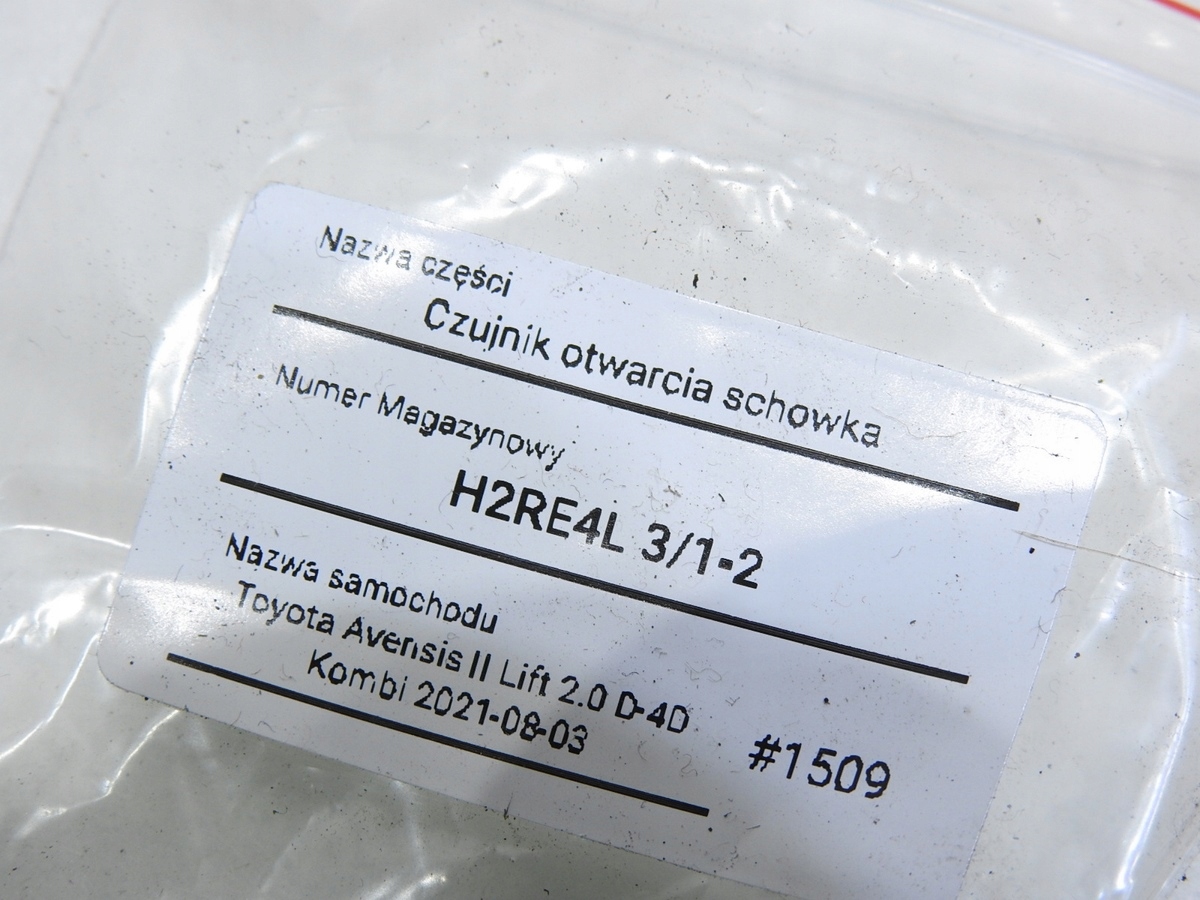 Nazwa części
Czujnik otwarcia schowka
Numer Magazynowy
H2RE4L 3/1-2
Nazwa samochodu
Toyota Avensis II Lift 2.0 D-4D
Kombi 2021-08-03
#1509